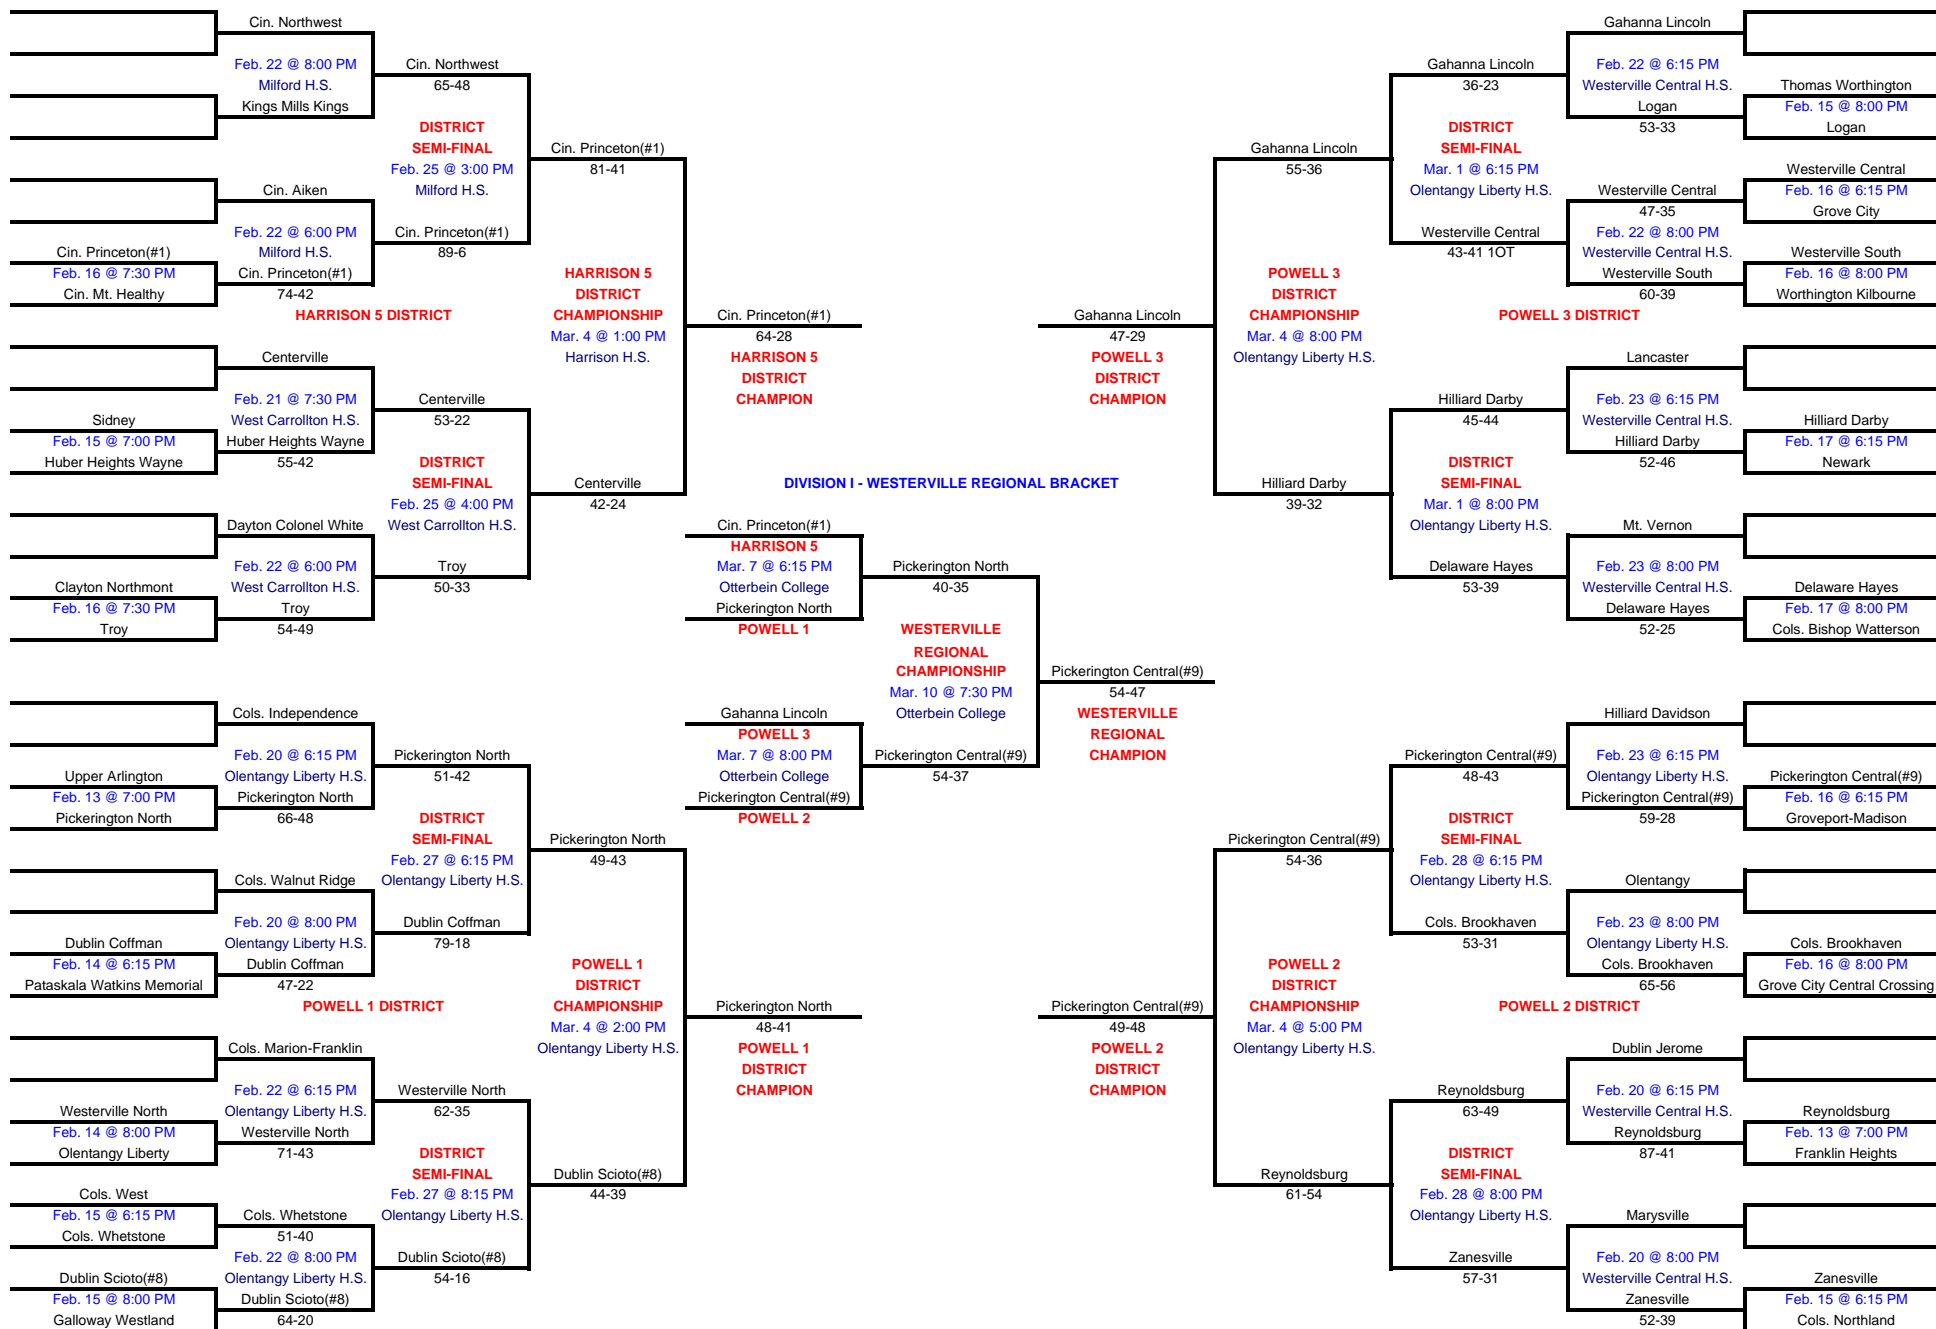 Cin. Northwest
Feb. 22 @ 8:00 PM
Milford H.S.
Kings Mills Kings
Cin. Northwest
65-48
DISTRICT
SEMI-FINAL
Feb. 25 @ 3:00 PM
Milford H.S.
Cin. Princeton(#1)
81-41
Cin. Aiken
Feb. 22 @ 6:00 PM
Milford H.S.
Cin. Princeton(#1)
74-42
Cin. Princeton(#1)
Feb. 16 @ 7:30 PM
Cin. Mt. Healthy
Cin. Princeton(#1)
89-6
HARRISON 5 DISTRICT
HARRISON 5
DISTRICT
CHAMPIONSHIP
Mar. 4 @ 1:00 PM
Harrison H.S.
Cin. Princeton(#1)
64-28
HARRISON 5
DISTRICT
CHAMPION
Centerville
Feb. 21 @ 7:30 PM
West Carrollton H.S.
Huber Heights Wayne
55-42
Sidney
Feb. 15 @ 7:00 PM
Huber Heights Wayne
Centerville
53-22
DISTRICT
SEMI-FINAL
Feb. 25 @ 4:00 PM
West Carrollton H.S.
Centerville
42-24
Dayton Colonel White
Feb. 22 @ 6:00 PM
West Carrollton H.S.
Troy
54-49
Clayton Northmont
Feb. 16 @ 7:30 PM
Troy
Troy
50-33
Gahanna Lincoln
Feb. 22 @ 6:15 PM
Westerville Central H.S.
Logan
53-33
Thomas Worthington
Feb. 15 @ 8:00 PM
Logan
Gahanna Lincoln
36-23
DISTRICT
SEMI-FINAL
Mar. 1 @ 6:15 PM
Olentangy Liberty H.S.
Gahanna Lincoln
55-36
Westerville Central
Feb. 16 @ 6:15 PM
Grove City
Westerville Central
47-35
Feb. 22 @ 8:00 PM
Westerville Central H.S.
Westerville South
60-39
Westerville South
Feb. 16 @ 8:00 PM
Worthington Kilbourne
Westerville Central
43-41 1OT
POWELL 3 DISTRICT
POWELL 3
DISTRICT
CHAMPIONSHIP
Mar. 4 @ 8:00 PM
Olentangy Liberty H.S.
Gahanna Lincoln
47-29
POWELL 3
DISTRICT
CHAMPION
Lancaster
Feb. 23 @ 6:15 PM
Westerville Central H.S.
Hilliard Darby
52-46
Hilliard Darby
Feb. 17 @ 6:15 PM
Newark
Hilliard Darby
45-44
DISTRICT
SEMI-FINAL
Mar. 1 @ 8:00 PM
Olentangy Liberty H.S.
Hilliard Darby
39-32
Mt. Vernon
Feb. 23 @ 8:00 PM
Westerville Central H.S.
Delaware Hayes
52-25
Delaware Hayes
Feb. 17 @ 8:00 PM
Cols. Bishop Watterson
Delaware Hayes
53-39
DIVISION I - WESTERVILLE REGIONAL BRACKET
Cin. Princeton(#1)
HARRISON 5
Mar. 7 @ 6:15 PM
Otterbein College
Pickerington North
POWELL 1
Pickerington North
40-35
WESTERVILLE
REGIONAL
CHAMPIONSHIP
Mar. 10 @ 7:30 PM
Otterbein College
Gahanna Lincoln
POWELL 3
Mar. 7 @ 8:00 PM
Otterbein College
Pickerington Central(#9)
POWELL 2
Pickerington Central(#9)
54-37
Pickerington Central(#9)
54-47
WESTERVILLE
REGIONAL
CHAMPION
Cols. Independence
Feb. 20 @ 6:15 PM
Olentangy Liberty H.S.
Pickerington North
66-48
Upper Arlington
Feb. 13 @ 7:00 PM
Pickerington North
Pickerington North
51-42
DISTRICT
SEMI-FINAL
Feb. 27 @ 6:15 PM
Olentangy Liberty H.S.
Pickerington North
49-43
Cols. Walnut Ridge
Feb. 20 @ 8:00 PM
Olentangy Liberty H.S.
Dublin Coffman
47-22
Dublin Coffman
Feb. 14 @ 6:15 PM
Pataskala Watkins Memorial
Dublin Coffman
79-18
POWELL 1 DISTRICT
POWELL 1
DISTRICT
CHAMPIONSHIP
Mar. 4 @ 2:00 PM
Olentangy Liberty H.S.
Pickerington North
48-41
POWELL 1
DISTRICT
CHAMPION
Cols. Marion-Franklin
Feb. 22 @ 6:15 PM
Olentangy Liberty H.S.
Westerville North
71-43
Westerville North
Feb. 14 @ 8:00 PM
Olentangy Liberty
Westerville North
62-35
DISTRICT
SEMI-FINAL
Feb. 27 @ 8:15 PM
Olentangy Liberty H.S.
Dublin Scioto(#8)
44-39
Cols. West
Feb. 15 @ 6:15 PM
Cols. Whetstone
Cols. Whetstone
51-40
Feb. 22 @ 8:00 PM
Olentangy Liberty H.S.
Dublin Scioto(#8)
64-20
Dublin Scioto(#8)
Feb. 15 @ 8:00 PM
Galloway Westland
Dublin Scioto(#8)
54-16
Hilliard Davidson
Feb. 23 @ 6:15 PM
Olentangy Liberty H.S.
Pickerington Central(#9)
59-28
Pickerington Central(#9)
Feb. 16 @ 6:15 PM
Groveport-Madison
Pickerington Central(#9)
48-43
DISTRICT
SEMI-FINAL
Feb. 28 @ 6:15 PM
Olentangy Liberty H.S.
Pickerington Central(#9)
54-36
Olentangy
Feb. 23 @ 8:00 PM
Olentangy Liberty H.S.
Cols. Brookhaven
65-56
Cols. Brookhaven
Feb. 16 @ 8:00 PM
Grove City Central Crossing
Cols. Brookhaven
53-31
POWELL 2 DISTRICT
POWELL 2
DISTRICT
CHAMPIONSHIP
Mar. 4 @ 5:00 PM
Olentangy Liberty H.S.
Pickerington Central(#9)
49-48
POWELL 2
DISTRICT
CHAMPION
Dublin Jerome
Feb. 20 @ 6:15 PM
Westerville Central H.S.
Reynoldsburg
87-41
Reynoldsburg
Feb. 13 @ 7:00 PM
Franklin Heights
Reynoldsburg
63-49
DISTRICT
SEMI-FINAL
Feb. 28 @ 8:00 PM
Olentangy Liberty H.S.
Reynoldsburg
61-54
Marysville
Feb. 20 @ 8:00 PM
Westerville Central H.S.
Zanesville
52-39
Zanesville
Feb. 15 @ 6:15 PM
Cols. Northland
Zanesville
57-31